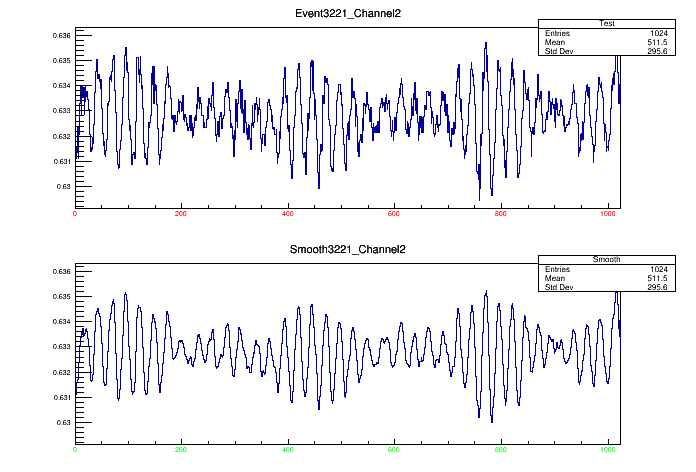 Event3221_Channel2
Test
Entries 1024
Mean 511.5
Std Dev 295.6
0.636
0.635
0.634
0.633
0.632
0.631
0.63
0 200 400 600 800 1000
Smooth3221_Channel2
Smooth
Entries 1024
Mean 511.5
Std Dev 295.6
0.636
0.635
0.634
0.633
0.632
0.631
0.63
0 200 400 600 800 1000